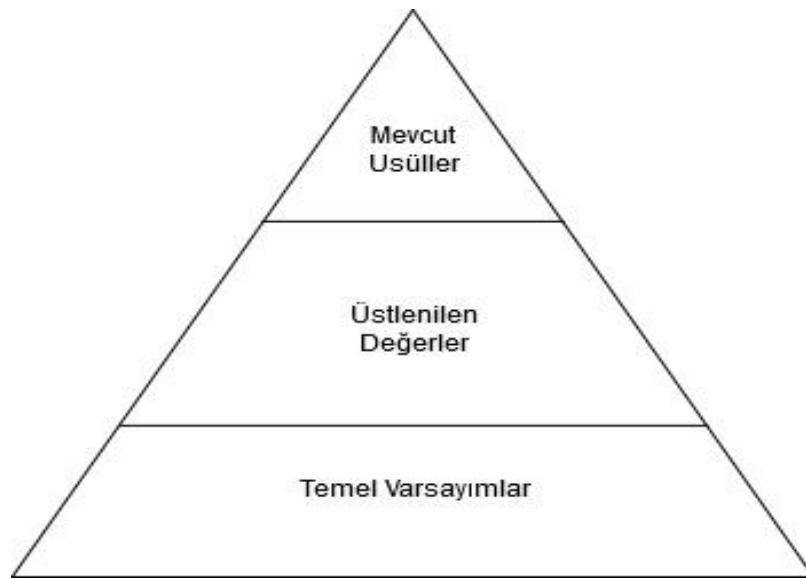 Mevcut
Usüller
Üstlenilen
Değerler
Temel Varsayımlar